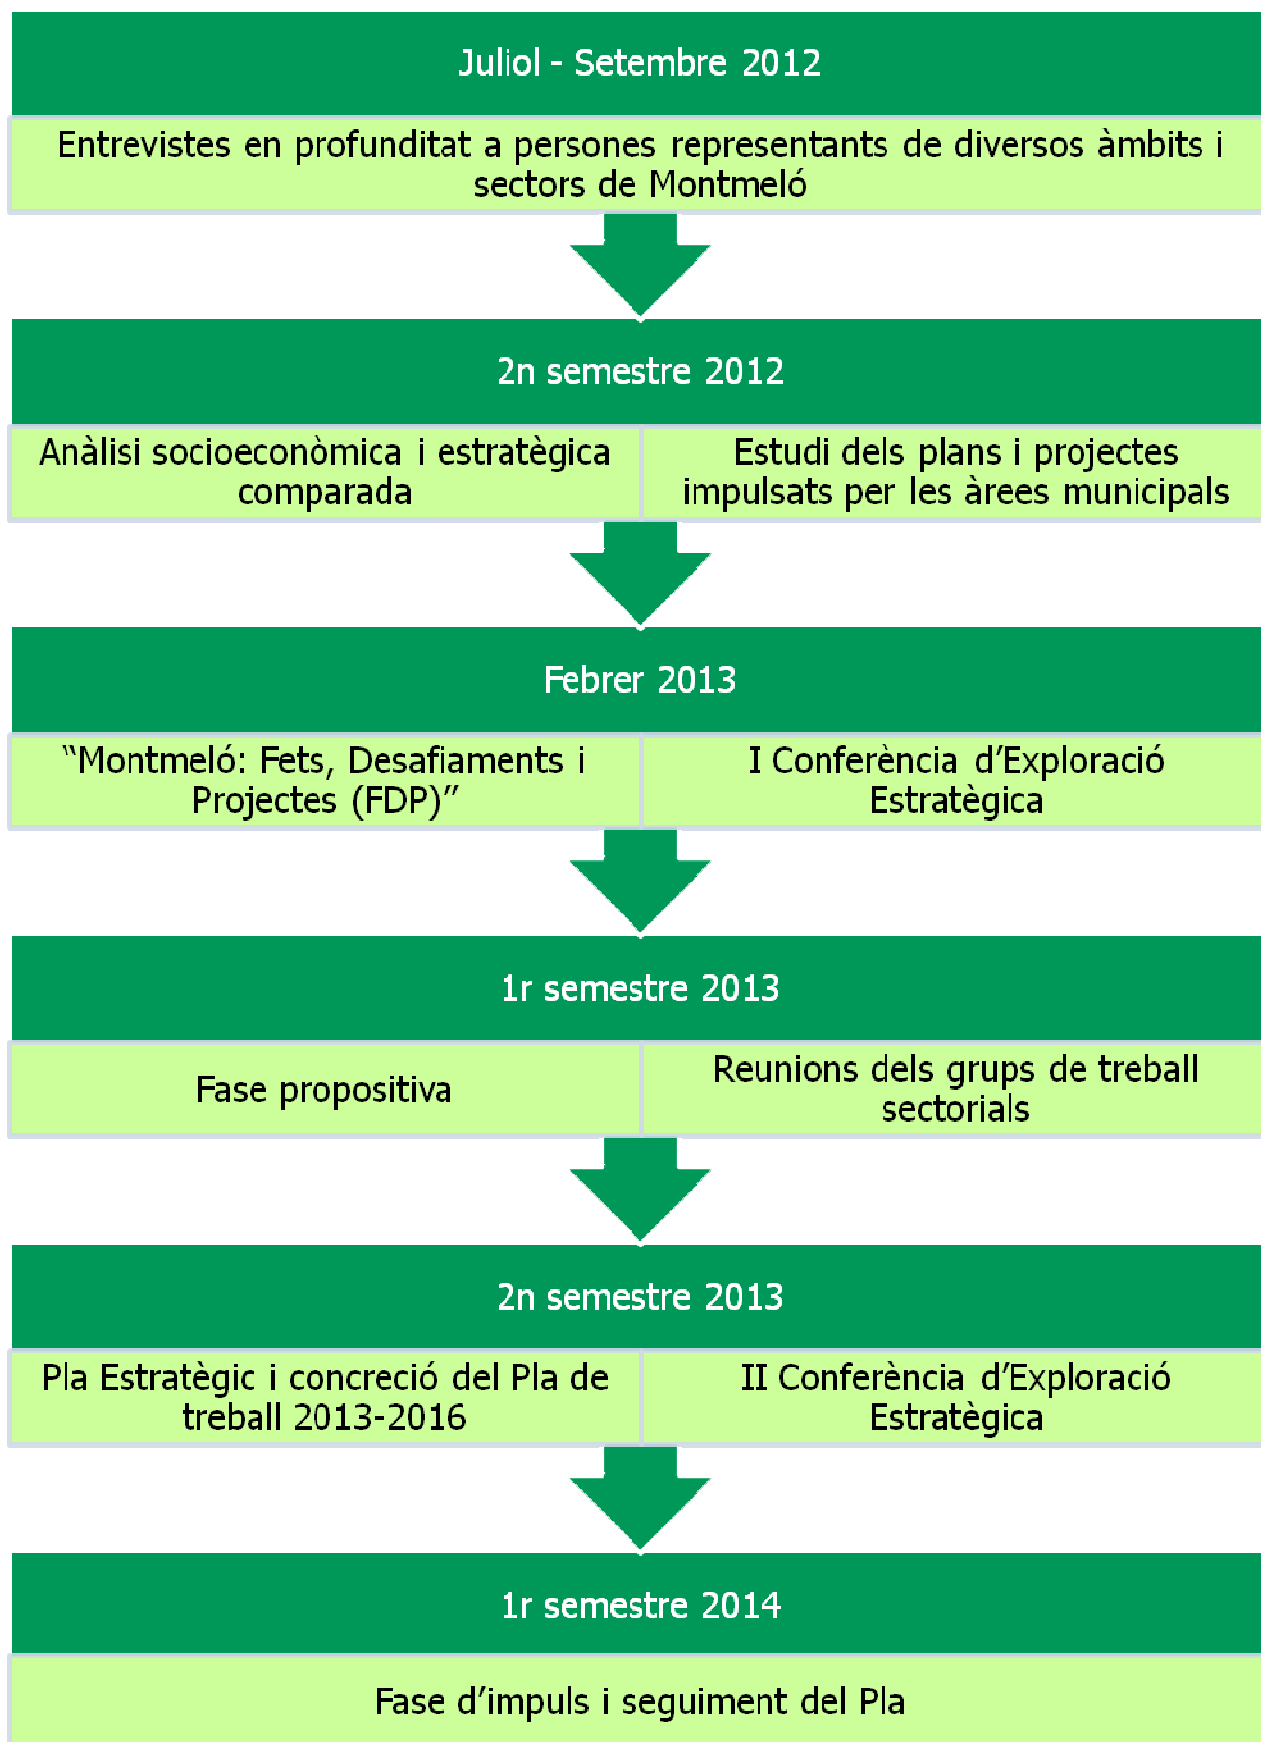 Juliol - Setembre 2012
Entrevistes en profunditat a persones representants de diversos àmbits i
sectors de Montmeló
2n semestre 2012
Anàlisi socioeconòmica i estratègica
comparada
Estudi dels plans i projectes
impulsats per les àrees municipals
Febrer 2013
“Montmeló: Fets, Desafiaments i
Projectes (FDP)”
I Conferència d’Exploració
Estratègica
1r semestre 2013
Fase propositiva
Reunions dels grups de treball
sectorials
2n semestre 2013
Pla Estratègic i concreció del Pla de
treball 2013-2016
II Conferència d’Exploració
Estratègica
1r semestre 2014
Fase d’impuls i seguiment del Pla